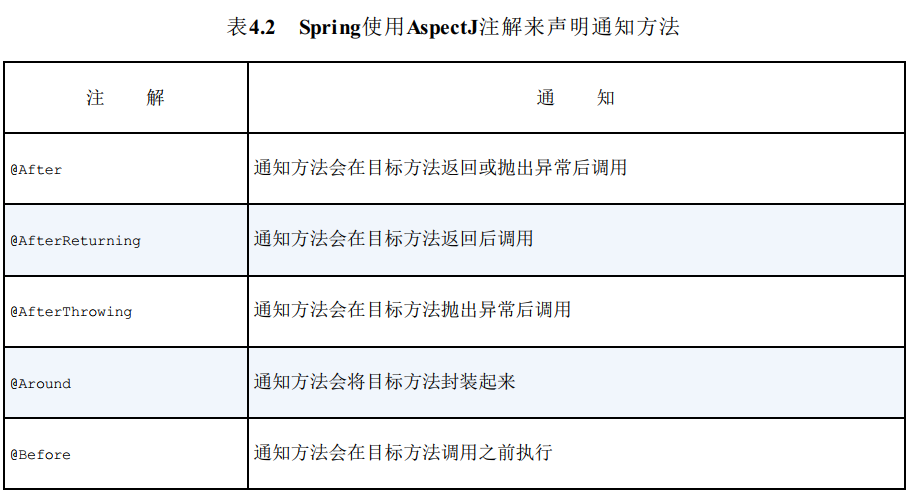 表4.2 Spring使用AspectJ注解来声明通知方法
注 解 通 知
@After 通知方法会在目标方法返回或抛出异常后调用
@AfterReturning 通知方法会在目标方法返回后调用
@AfterThrowing 通知方法会在目标方法抛出异常后调用
@Around 通知方法会将目标方法封装起来
@Before 通知方法会在目标方法调用之前执行